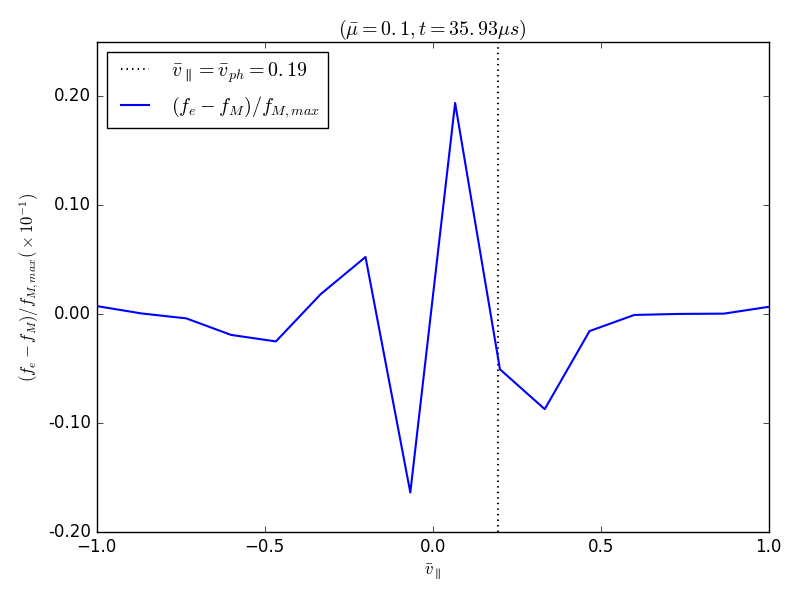 (μ̄ = 0.1, t = 35.93μs)
v̄∥ = v̄ph = 0.19
(fe − fM)/fM,max
(fe − fM)/fM,max(×10⁻¹)
0.20
0.10
0.00
-0.10
-0.20
−1.0 −0.5 0.0 0.5 1.0
v̄∥